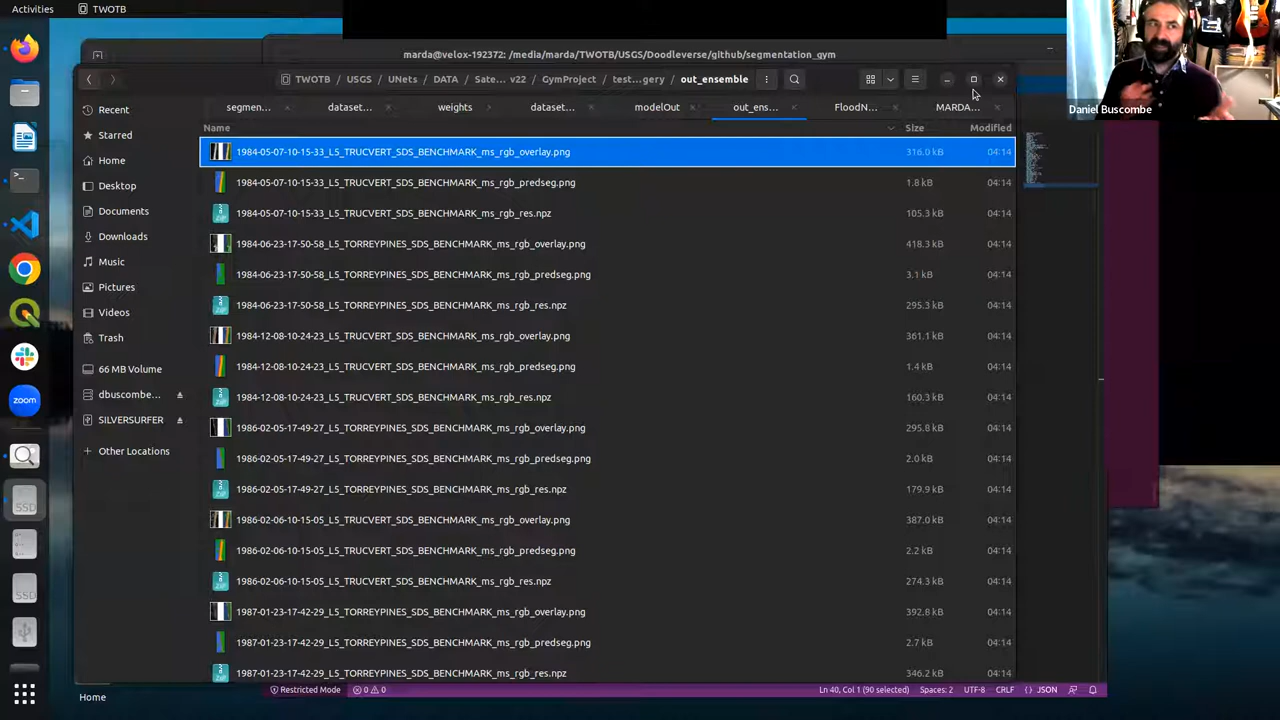 Activities TWOTB
marda@velox-192372: /media/marda/TWOTB/USGS/Doodleverse/github/segmentation_gym
TWOTB / USGS / UNets / DATA / Sate... v22 / GymProject / test...gery / out_ensemble
Daniel Buscombe
segmen... dataset... weights dataset... modelOut out_ens... FloodN... MARDA...
Name Size Modified
Recent
Starred
Home
Desktop
Documents
Downloads
Music
Pictures
Videos
Trash
66 MB Volume
dbuscombe...
SILVERSURFER
+ Other Locations
zoom
SSD
SSD
1984-05-07-10-15-33_L5_TRUCVERT_SDS_BENCHMARK_ms_rgb_overlay.png 316.0 kB 04:14
1984-05-07-10-15-33_L5_TRUCVERT_SDS_BENCHMARK_ms_rgb_predseg.png 1.8 kB 04:14
1984-05-07-10-15-33_L5_TRUCVERT_SDS_BENCHMARK_ms_rgb_res.npz 105.3 kB 04:14
1984-06-23-17-50-58_L5_TORREYPINES_SDS_BENCHMARK_ms_rgb_overlay.png 418.3 kB 04:14
1984-06-23-17-50-58_L5_TORREYPINES_SDS_BENCHMARK_ms_rgb_predseg.png 3.1 kB 04:14
1984-06-23-17-50-58_L5_TORREYPINES_SDS_BENCHMARK_ms_rgb_res.npz 295.3 kB 04:14
1984-12-08-10-24-23_L5_TRUCVERT_SDS_BENCHMARK_ms_rgb_overlay.png 361.1 kB 04:14
1984-12-08-10-24-23_L5_TRUCVERT_SDS_BENCHMARK_ms_rgb_predseg.png 1.4 kB 04:14
1984-12-08-10-24-23_L5_TRUCVERT_SDS_BENCHMARK_ms_rgb_res.npz 160.3 kB 04:14
1986-02-05-17-49-27_L5_TORREYPINES_SDS_BENCHMARK_ms_rgb_overlay.png 295.8 kB 04:14
1986-02-05-17-49-27_L5_TORREYPINES_SDS_BENCHMARK_ms_rgb_predseg.png 2.0 kB 04:14
1986-02-05-17-49-27_L5_TORREYPINES_SDS_BENCHMARK_ms_rgb_res.npz 179.9 kB 04:14
1986-02-06-10-15-05_L5_TRUCVERT_SDS_BENCHMARK_ms_rgb_overlay.png 387.0 kB 04:14
1986-02-06-10-15-05_L5_TRUCVERT_SDS_BENCHMARK_ms_rgb_predseg.png 2.2 kB 04:14
1986-02-06-10-15-05_L5_TRUCVERT_SDS_BENCHMARK_ms_rgb_res.npz 274.3 kB 04:14
1987-01-23-17-42-29_L5_TORREYPINES_SDS_BENCHMARK_ms_rgb_overlay.png 392.8 kB 04:14
1987-01-23-17-42-29_L5_TORREYPINES_SDS_BENCHMARK_ms_rgb_predseg.png 2.7 kB 04:14
1987-01-23-17-42-29_L5_TORREYPINES_SDS_BENCHMARK_ms_rgb_res.npz 346.2 kB 04:14
Restricted Mode 0 0 Ln 40, Col 1 (90 selected) Spaces: 2 UTF-8 CRLF {} JSON
Home